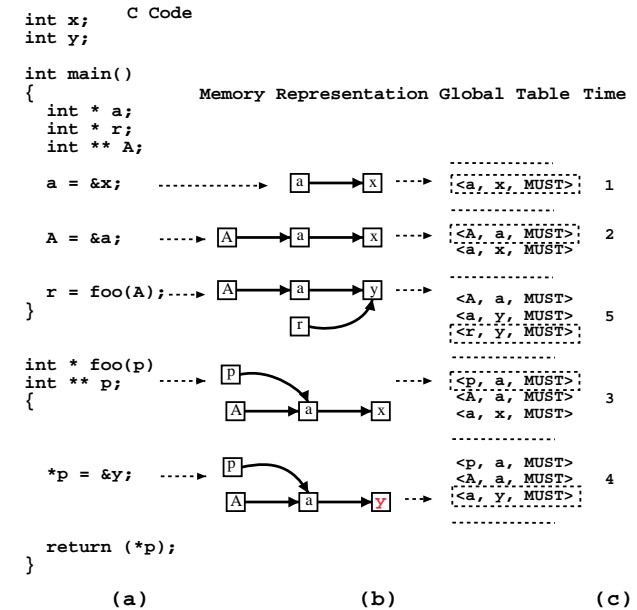 C Code
int x;
int y;
int main()
{ Memory Representation Global Table Time
int * a;
int * r;
int ** A;
a = &x; a x <a, x, MUST> 1
A = &a; A a x <A, a, MUST> 2
<a, x, MUST>
r = foo(A); A a y <A, a, MUST>
} <a, y, MUST> 5
r <r, y, MUST>
int * foo(p)
int ** p; p <p, a, MUST>
{ A a x <A, a, MUST> 3
<a, x, MUST>
p <p, a, MUST>
*p = &y; <A, a, MUST> 4
A a y <a, y, MUST>
return (*p);
}
(a) (b) (c)